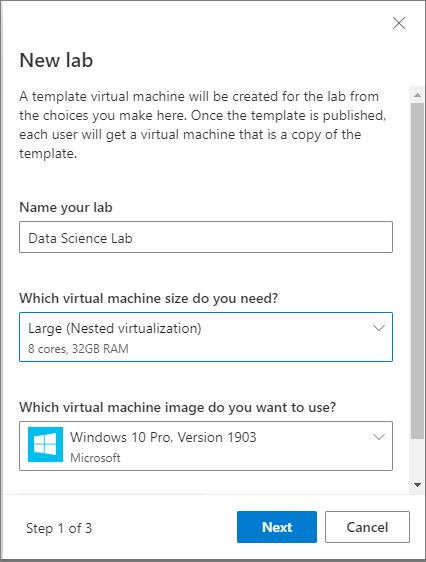 New lab
A template virtual machine will be created for the lab from
the choices you make here. Once the template is published,
each user will get a virtual machine that is a copy of the
template.
Name your lab
Data Science Lab
Which virtual machine size do you need?
Large (Nested virtualization)
8 cores, 32GB RAM
Which virtual machine image do you want to use?
Windows 10 Pro, Version 1903
Microsoft
Step 1 of 3
Next
Cancel